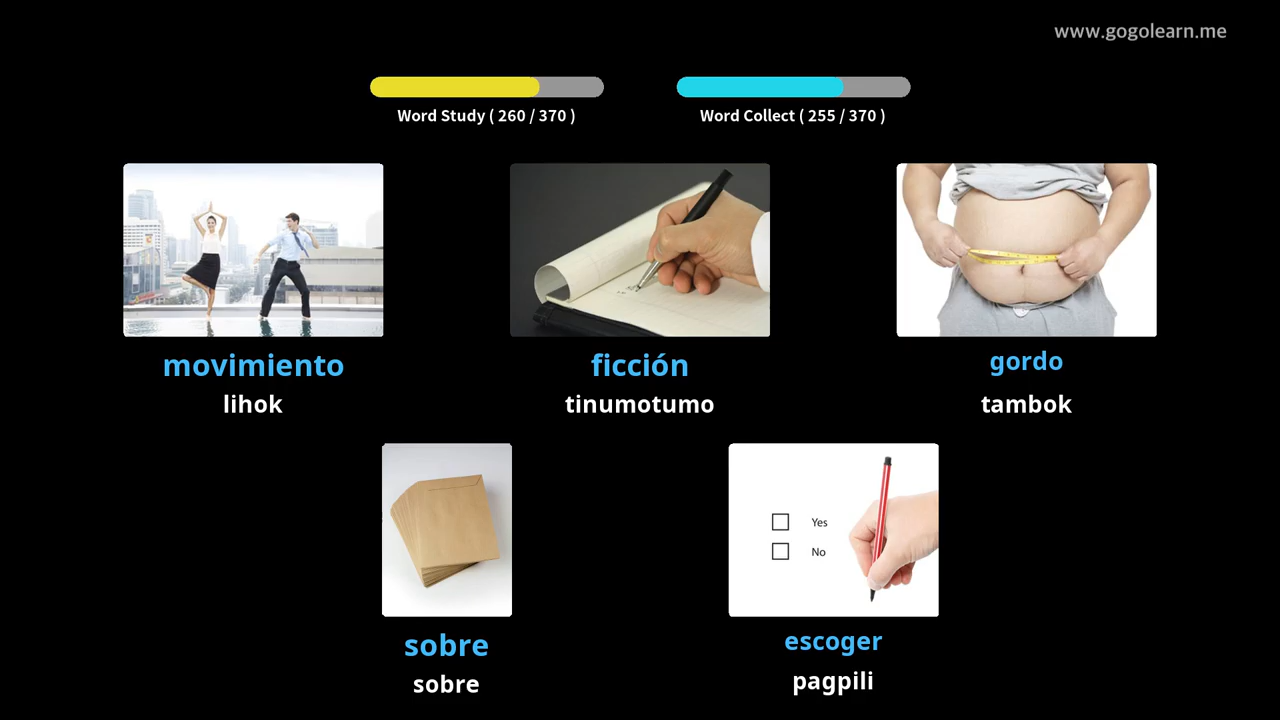 www.gogolearn.me
Word Study ( 260 / 370 )
Word Collect ( 255 / 370 )
movimiento
lihok
ficción
tinumotumo
gordo
tambok
Yes
No
sobre
sobre
escoger
pagpili